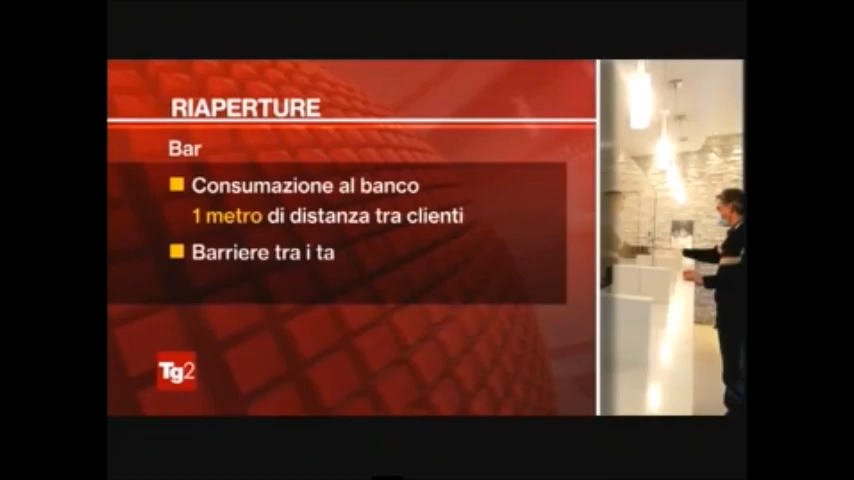 RIAPERTURE
Bar
Consumazione al banco
1 metro di distanza tra clienti
Barriere tra i ta
Tg2